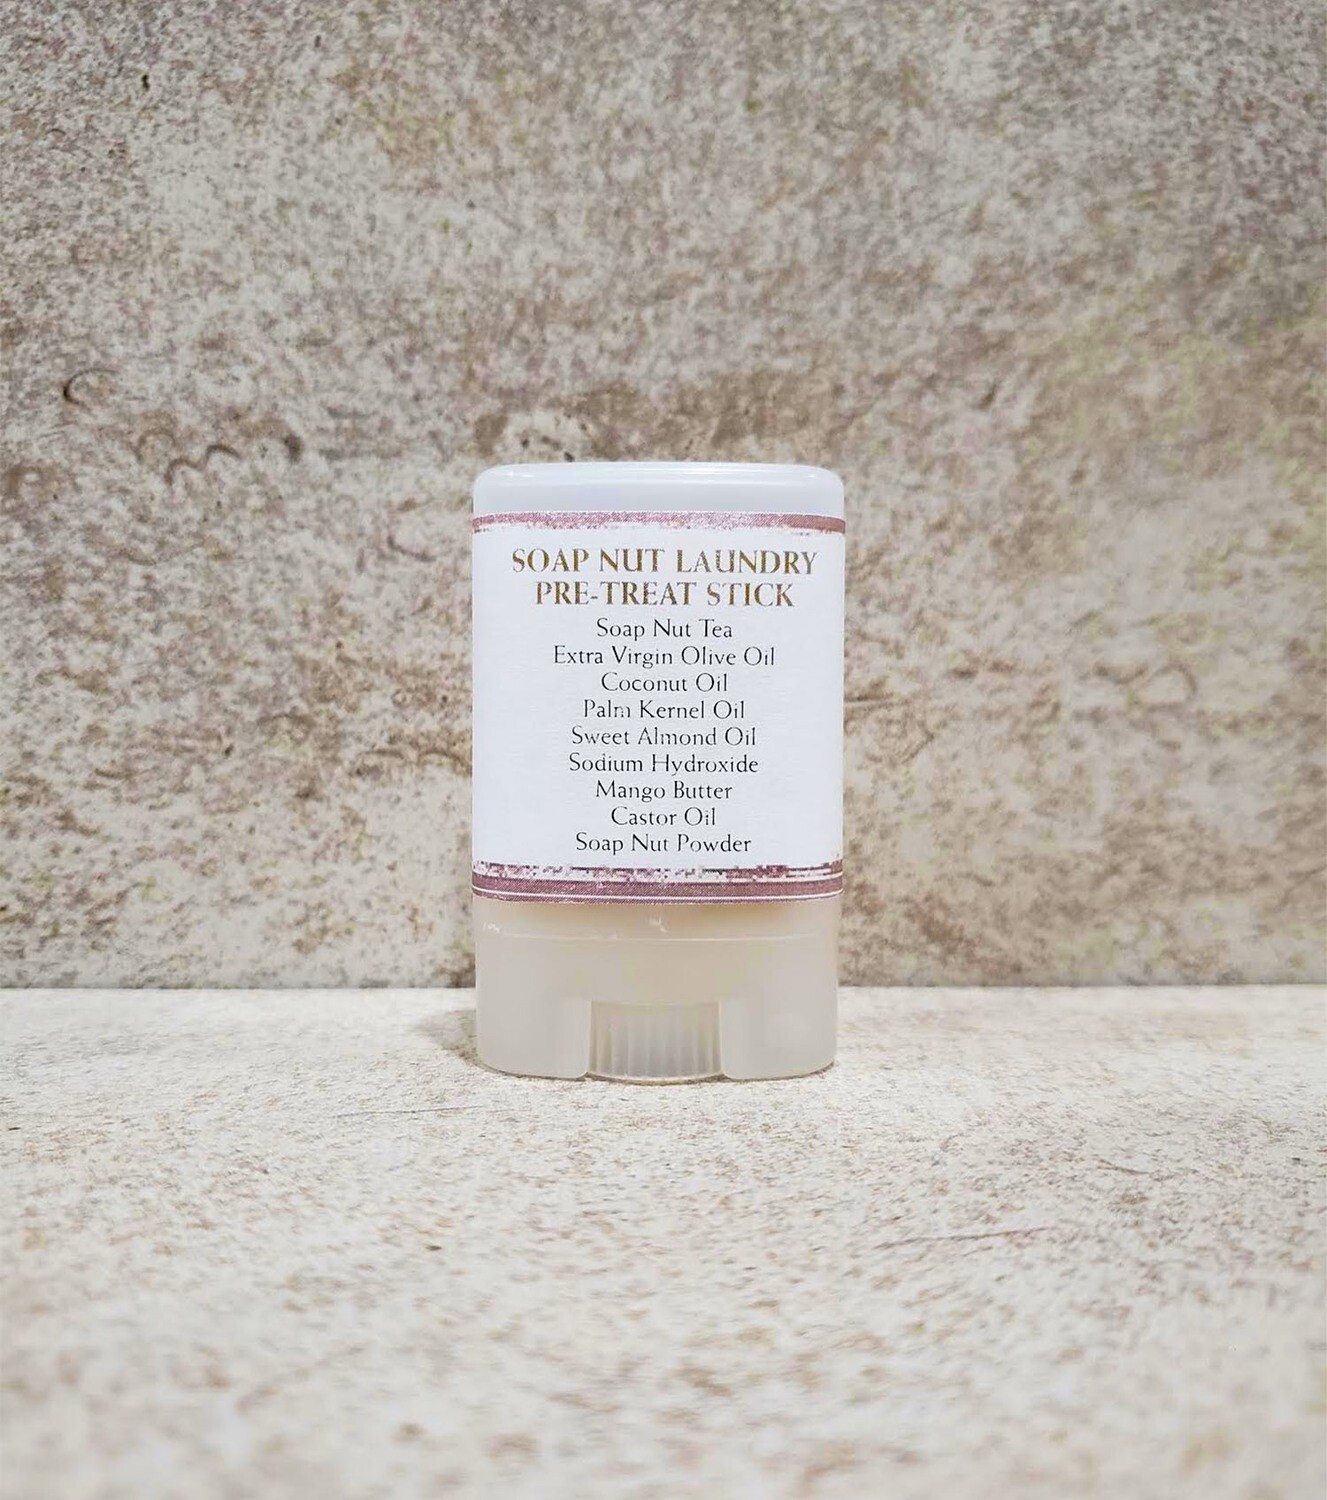 SOAP NUT LAUNDRY
PRE-TREAT STICK
Soap Nut Tea
Extra Virgin Olive Oil
Coconut Oil
Palm Kernel Oil
Sweet Almond Oil
Sodium Hydroxide
Mango Butter
Castor Oil
Soap Nut Powder